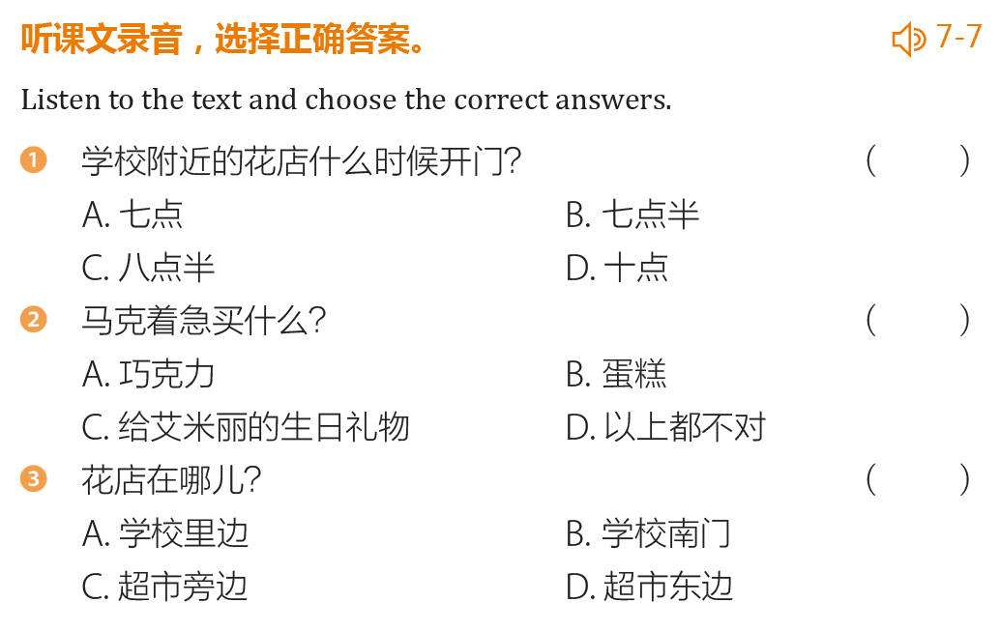 听课文录音，选择正确答案。 7-7
Listen to the text and choose the correct answers.
1 学校附近的花店什么时候开门? ( )
A. 七点 B. 七点半
C. 八点半 D. 十点
2 马克着急买什么? ( )
A. 巧克力 B. 蛋糕
C. 给艾米丽的生日礼物 D. 以上都不对
3 花店在哪儿? ( )
A. 学校里边 B. 学校南门
C. 超市旁边 D. 超市东边